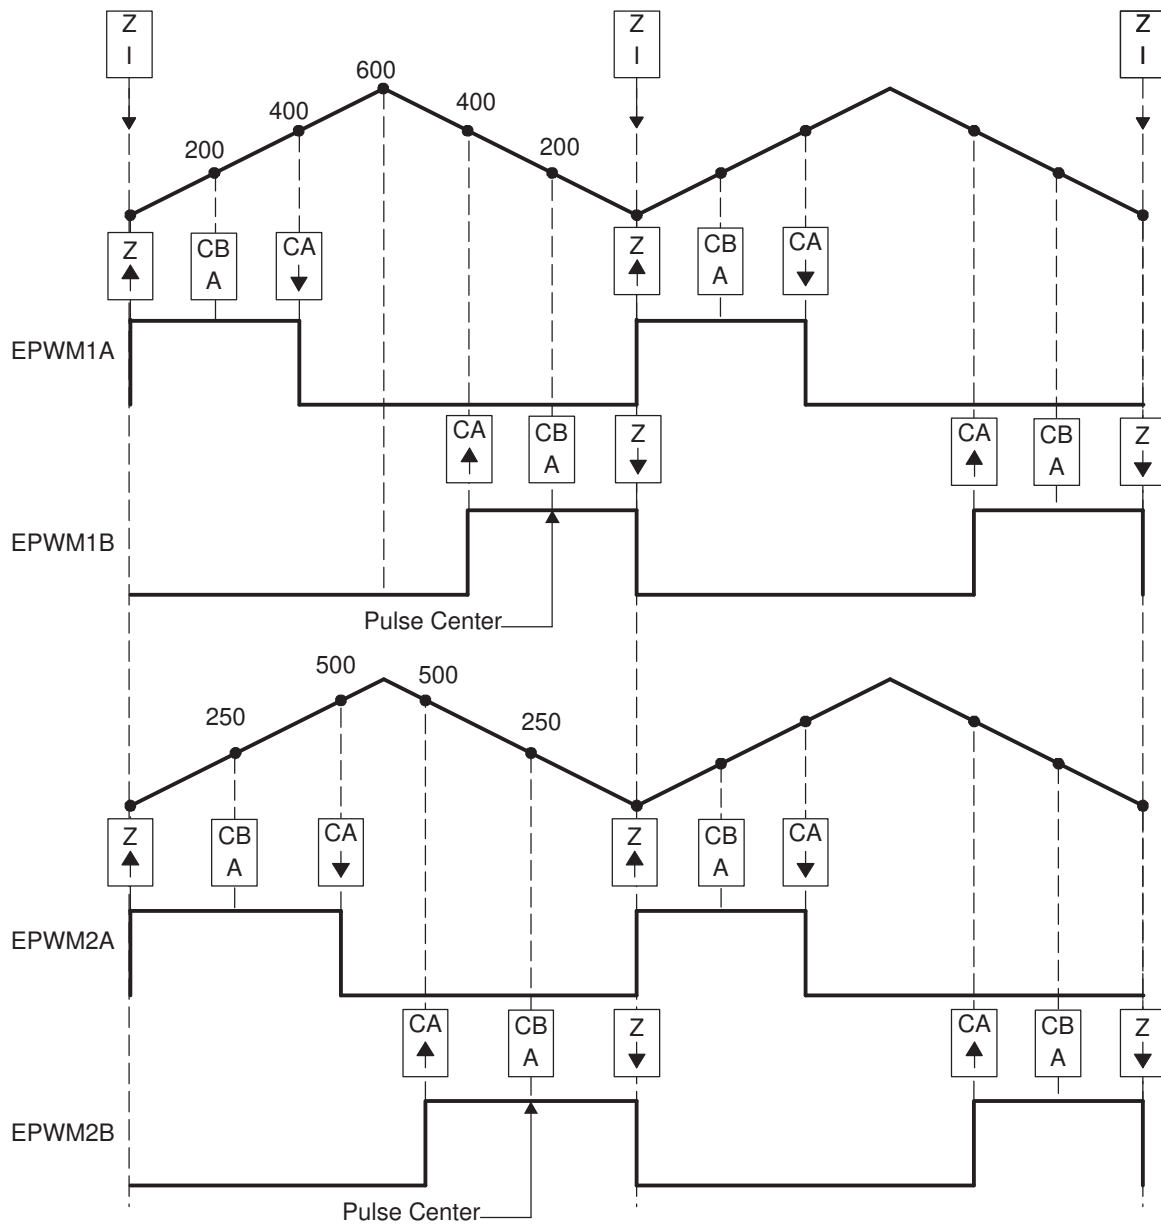 Z Z Z
I I I
600
400 400
200 200
Z CB CA Z CB CA
A A
EPWM1A
CA CB Z CA CB Z
A A
EPWM1B
Pulse Center
500 500
250 250
Z CB CA Z CB CA
A A
EPWM2A
CA CB Z CA CB Z
A A
EPWM2B
Pulse Center